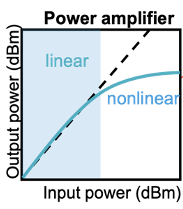 Power amplifier
Output power (dBm)
linear
nonlinear
Input power (dBm)